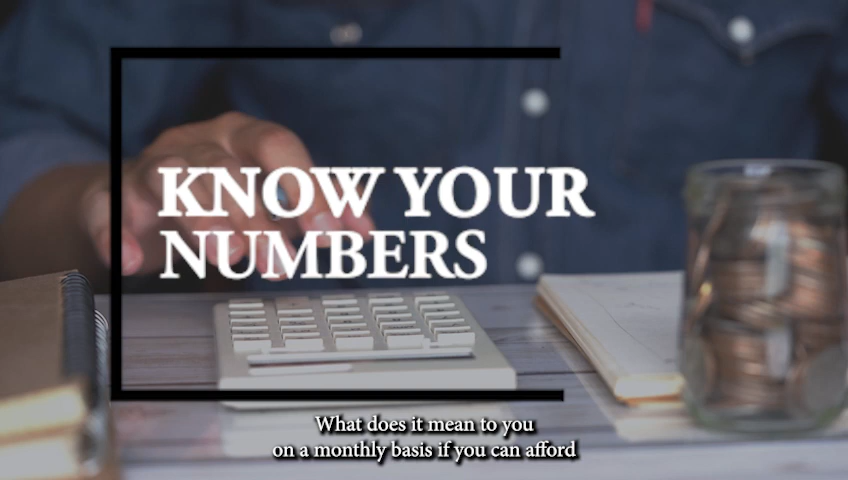 KNOW YOUR
NUMBERS
What does it mean to you
on a monthly basis if you can afford